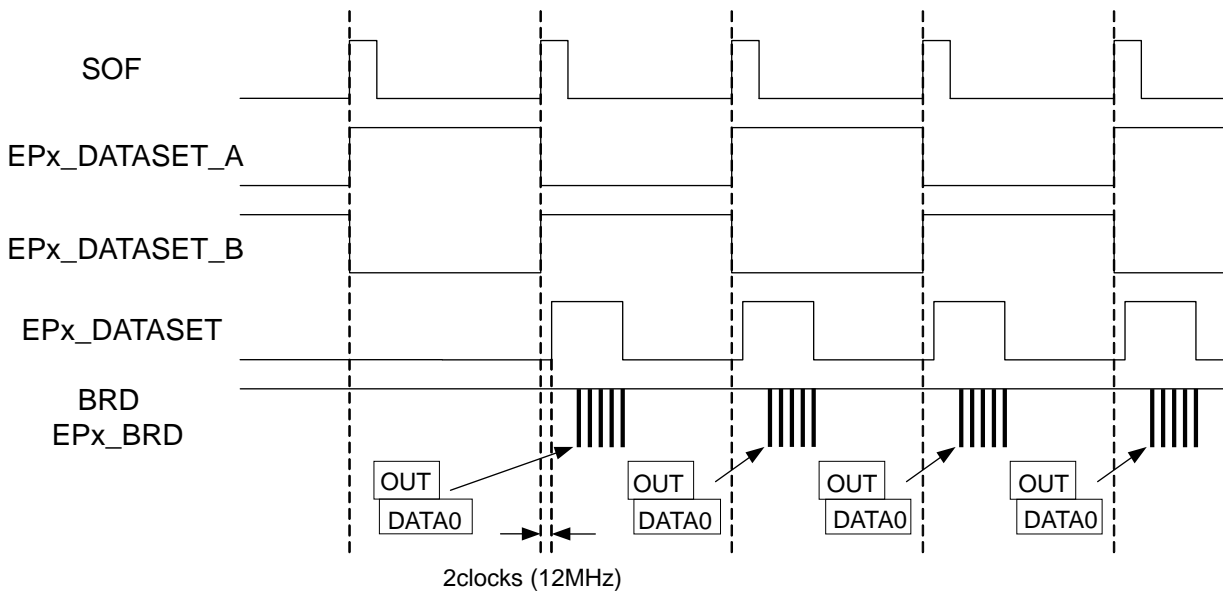 SOF
EPx_DATASET_A
EPx_DATASET_B
EPx_DATASET
BRD
EPx_BRD
OUT
DATA0
OUT
DATA0
OUT
DATA0
OUT
DATA0
2clocks (12MHz)